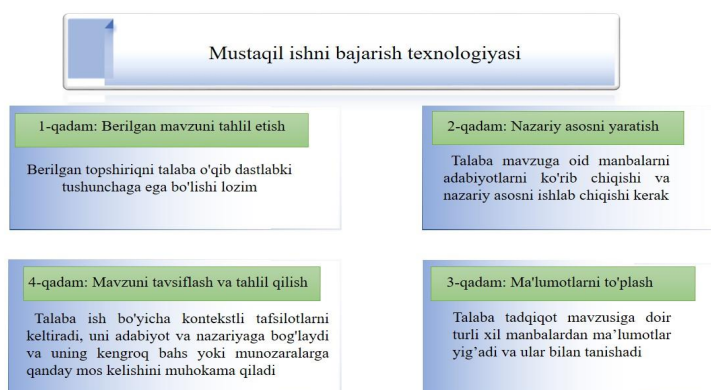 Mustaqil ishni bajarish texnologiyasi
1-qadam: Berilgan mavzuni tahlil etish
Berilgan topshiriqni talaba o'qib dastlabki
tushunchaga ega bo'lishi lozim
2-qadam: Nazariy asosni yaratish
Talaba mavzuga oid manbalarni
adabiyotlarni ko'rib chiqishi va
nazariy asosni ishlab chiqishi kerak
4-qadam: Mavzuni tavsiflash va tahlil qilish
Talaba ish bo'yicha kontekstli tafsilotlarni
keltiradi, uni adabiyot va nazariyaga bog'laydi
va uning kengroq bahs yoki munozaralarga
qanday mos kelishini muhokama qiladi
3-qadam: Ma'lumotlarni to'plash
Talaba tadqiqot mavzusiga doir
turli xil manbalardan ma’lumotlar
yig’adi va ular bilan tanishadi